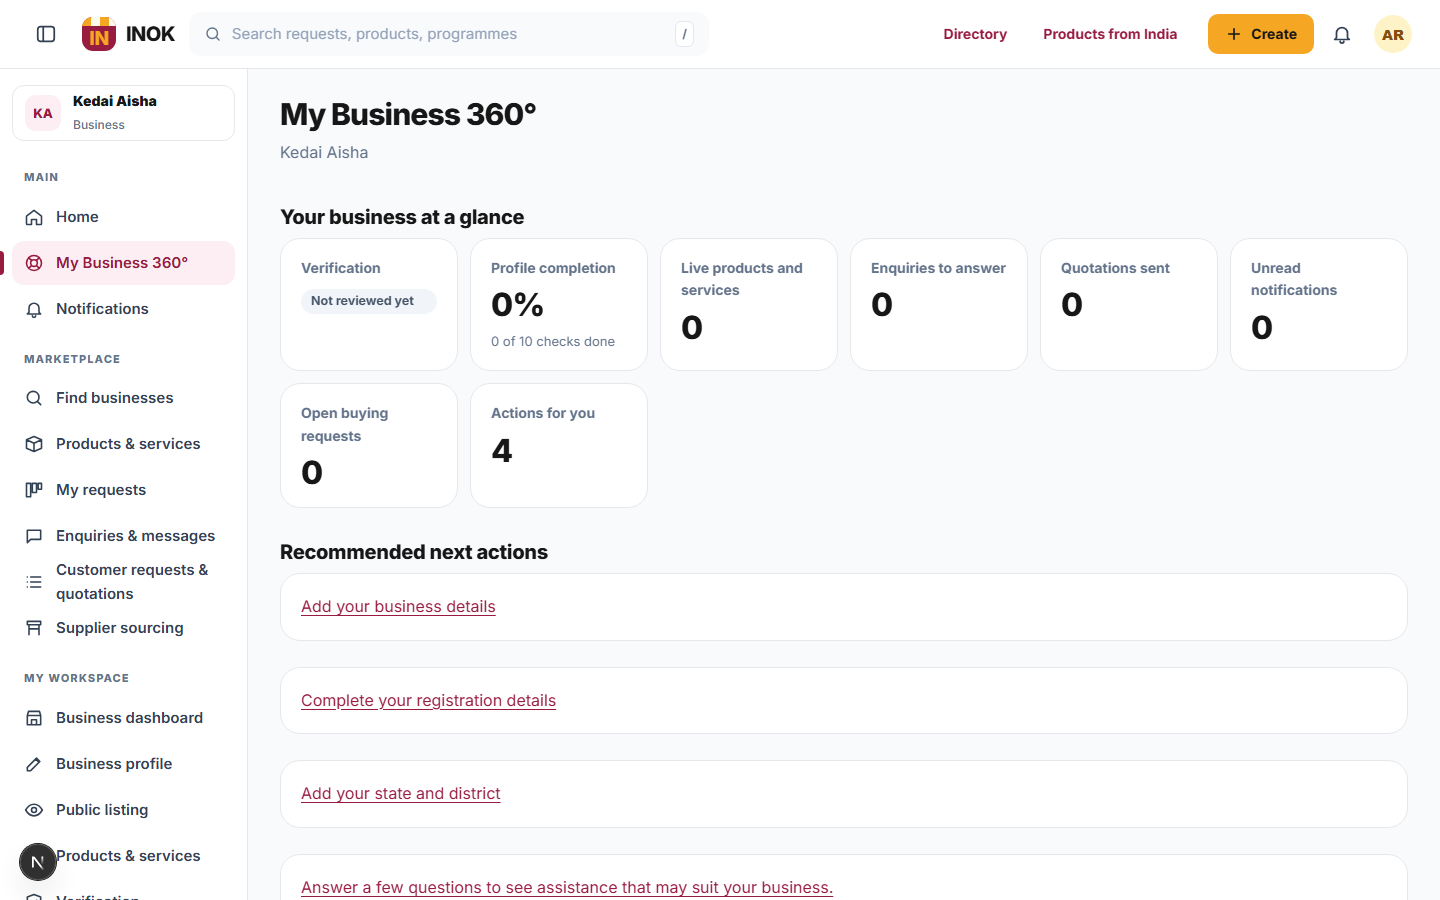 IN INOK
Search requests, products, programmes
/
Directory
Products from India
+ Create
AR
KA
Kedai Aisha
Business
MAIN
Home
My Business 360°
Notifications
MARKETPLACE
Find businesses
Products & services
My requests
Enquiries & messages
Customer requests &
quotations
Supplier sourcing
MY WORKSPACE
Business dashboard
Business profile
Public listing
N
Products & services
Verification
My Business 360°
Kedai Aisha
Your business at a glance
Verification
Not reviewed yet
Profile completion
0%
0 of 10 checks done
Live products and
services
0
Enquiries to answer
0
Quotations sent
0
Unread
notifications
0
Open buying
requests
0
Actions for you
4
Recommended next actions
Add your business details
Complete your registration details
Add your state and district
Answer a few questions to see assistance that may suit your business.